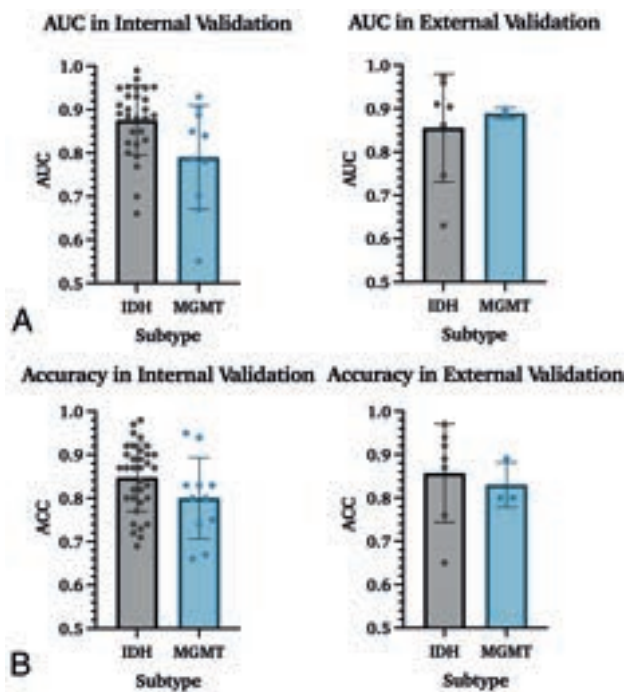 AUC in Internal Validation
AUC in External Validation
1.0
0.9
0.8
0.7
0.6
0.5
AUC
IDH
MGMT
Subtype
1.0
0.9
0.8
0.7
0.6
0.5
AUC
IDH
MGMT
Subtype
A
Accuracy in Internal Validation
Accuracy in External Validation
1.0
0.9
0.8
0.7
0.6
0.5
ACC
IDH
MGMT
Subtype
1.0
0.9
0.8
0.7
0.6
0.5
ACC
IDH
MGMT
Subtype
B